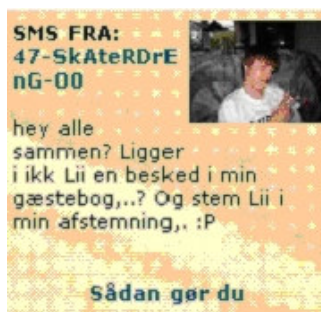 SMS FRA:
47-SkAteRDrE
nG-00
hey alle
sammen? Ligger
i ikk Lii en besked i min
gæstebog,..? Og stem Lii i
min afstemning,. :P
Sådan gør du